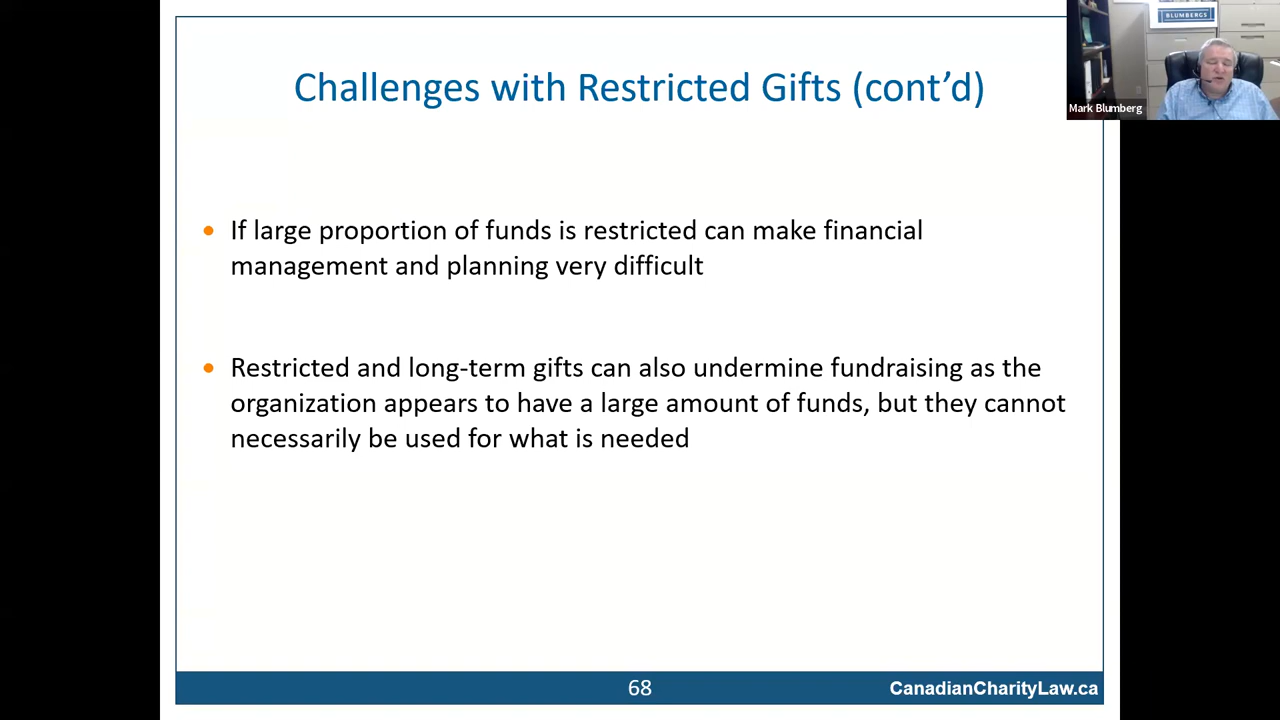 BLUMBERGS
Mark Blumberg
Challenges with Restricted Gifts (cont’d)
• If large proportion of funds is restricted can make financial
management and planning very difficult
• Restricted and long-term gifts can also undermine fundraising as the
organization appears to have a large amount of funds, but they cannot
necessarily be used for what is needed
68
CanadianCharityLaw.ca